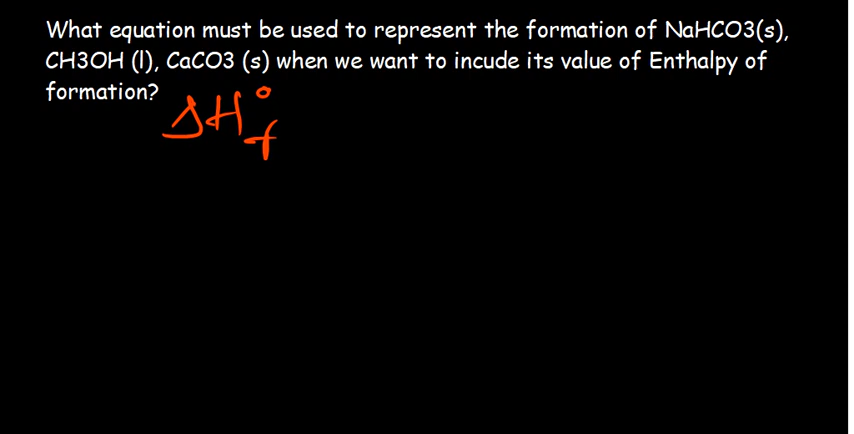 What equation must be used to represent the formation of NaHCO3(s),
CH3OH (l), CaCO3 (s) when we want to incude its value of Enthalpy of
formation?
ΔH°f